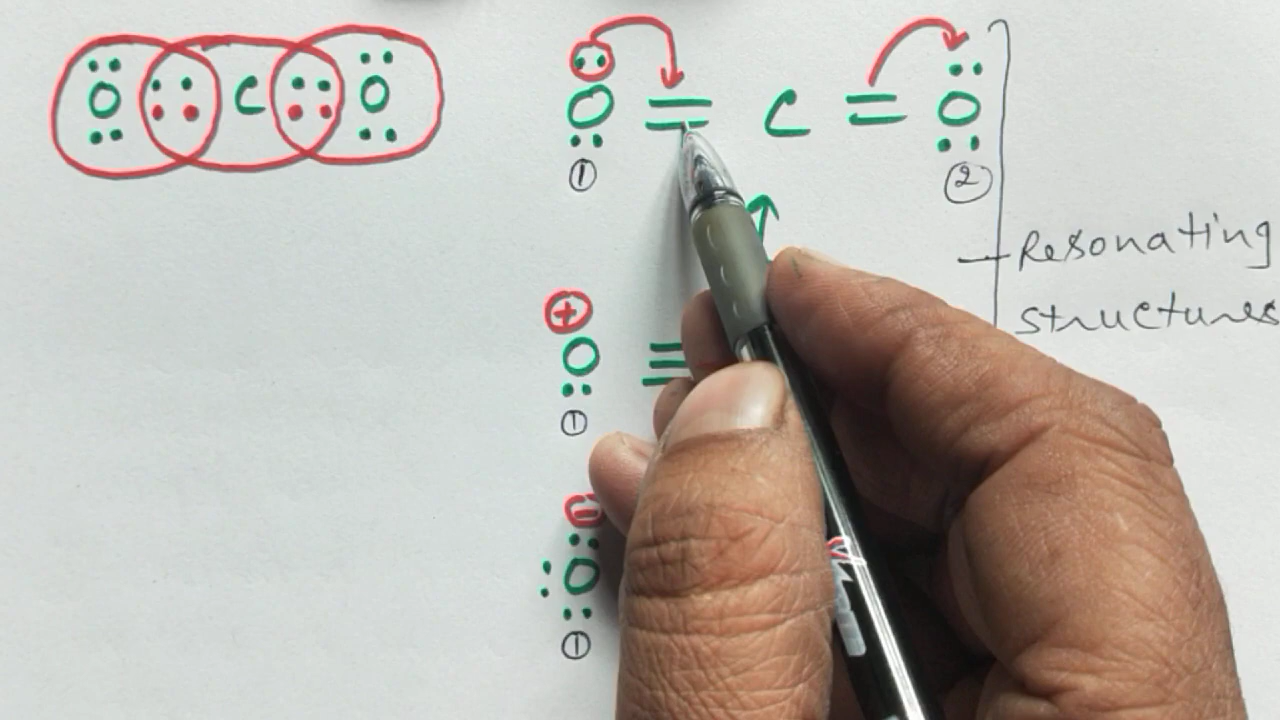 O C O
O = C = O
① ②
Resonating
structures
⊕
O ≡
①
O
①